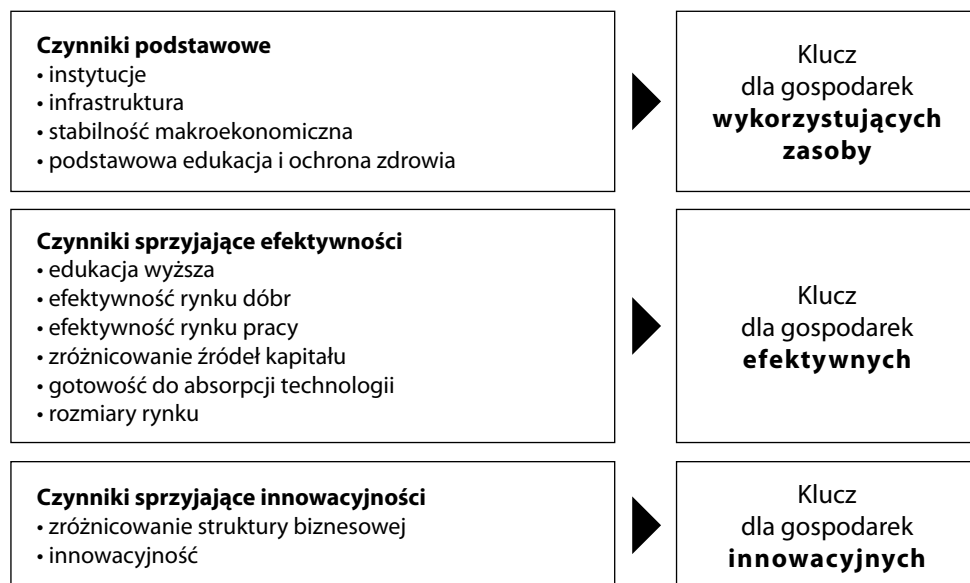 Czynniki podstawowe
• instytucje
• infrastruktura
• stabilność makroekonomiczna
• podstawowa edukacja i ochrona zdrowia
Klucz
dla gospodarek
wykorzystujących
zasoby
Czynniki sprzyjające efektywności
• edukacja wyższa
• efektywność rynku dóbr
• efektywność rynku pracy
• zróżnicowanie źródeł kapitału
• gotowość do absorpcji technologii
• rozmiary rynku
Klucz
dla gospodarek
efektywnych
Czynniki sprzyjające innowacyjności
• zróżnicowanie struktury biznesowej
• innowacyjność
Klucz
dla gospodarek
innowacyjnych